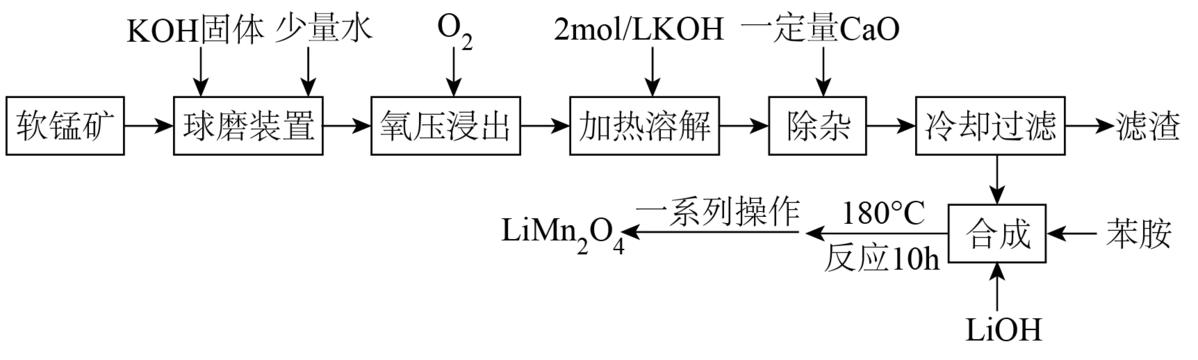 KOH固体 少量水 O₂ 2mol/LKOH 一定量CaO
软锰矿 球磨装置 氧压浸出 加热溶解 除杂 冷却过滤 滤渣
LiMn₂O₄ 一系列操作 180°C 合成 苯胺
反应10h
LiOH